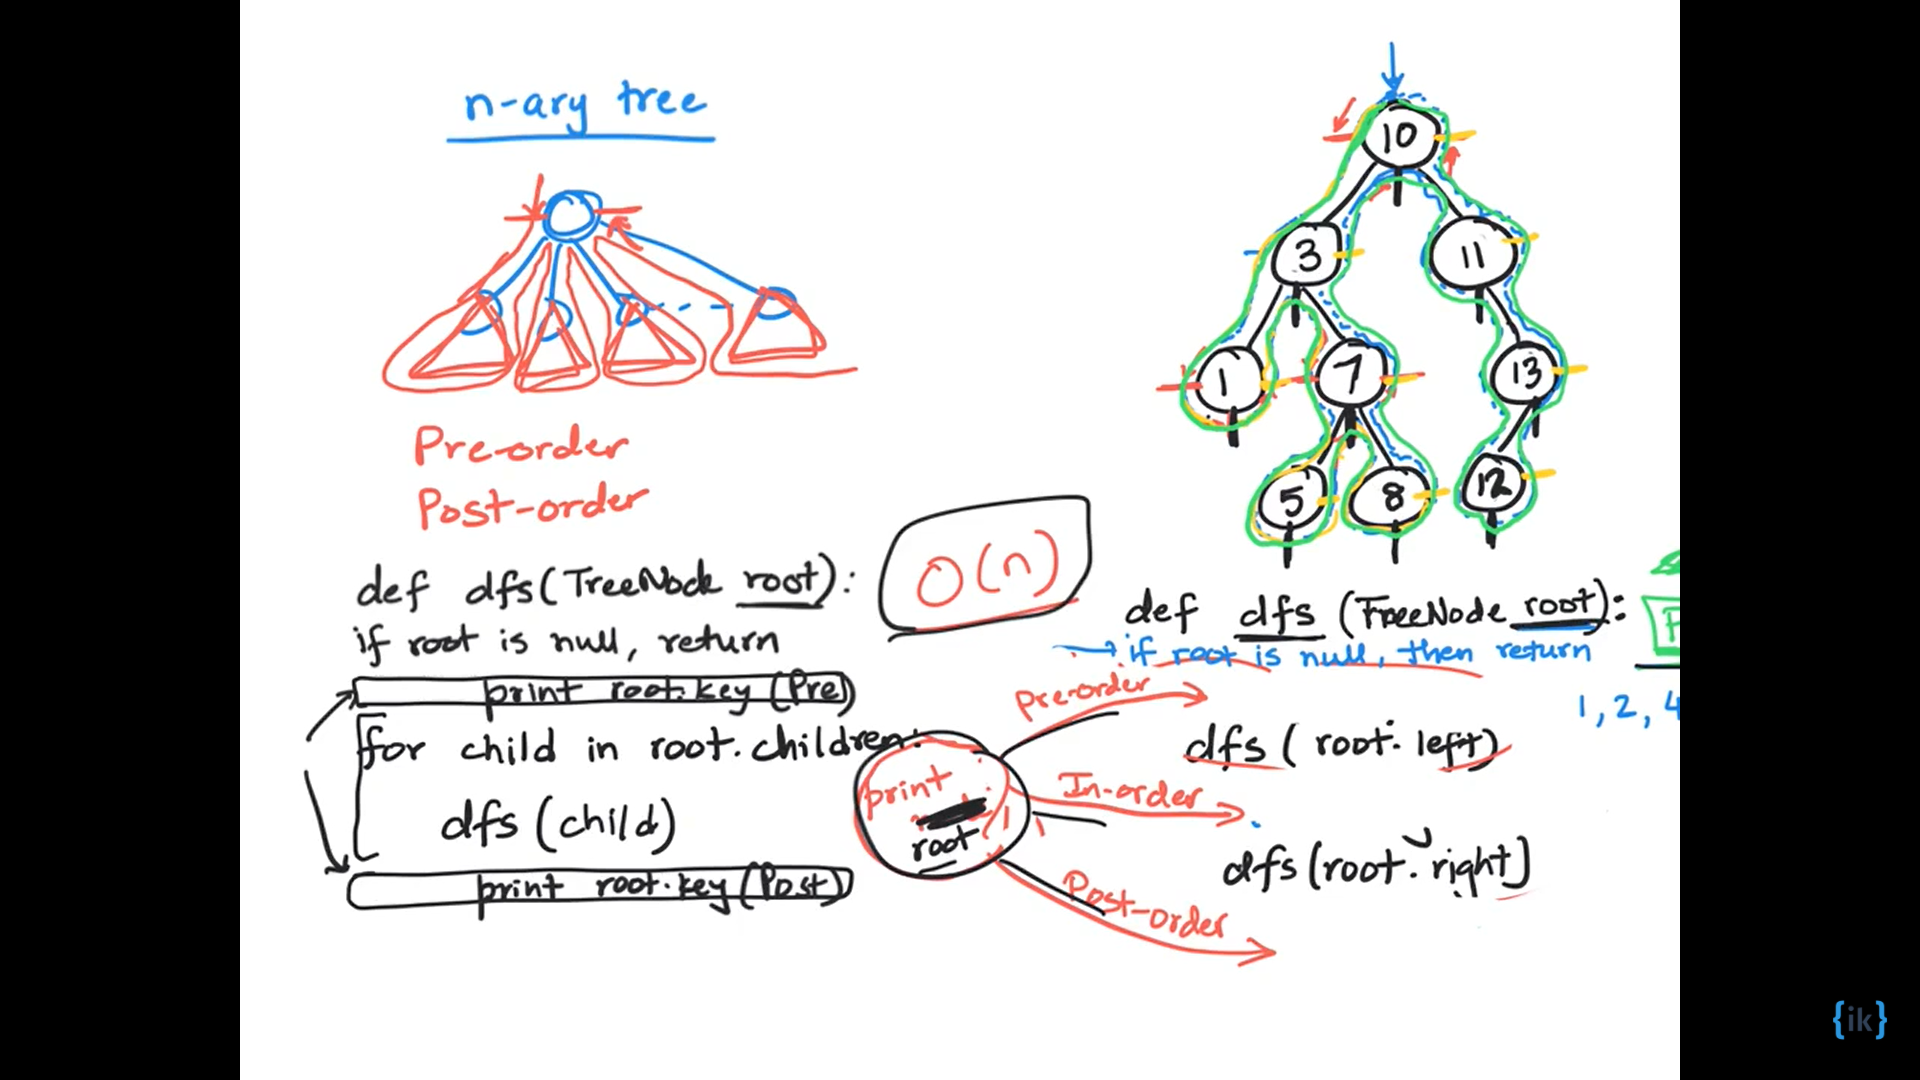 n-ary tree
Pre-order
Post-order
def dfs(TreeNode root):
if root is null, return
print root.key (Pre)
for child in root.children:
dfs (child)
print root.key (Post)
O(n)
10
3
11
1
7
13
5
8
12
def dfs (TreeNode root):
if root is null, then return
Pre-order
dfs ( root. left)
print
root
In-order
dfs (root. right)
Post-order
1, 2, 4
{ik}